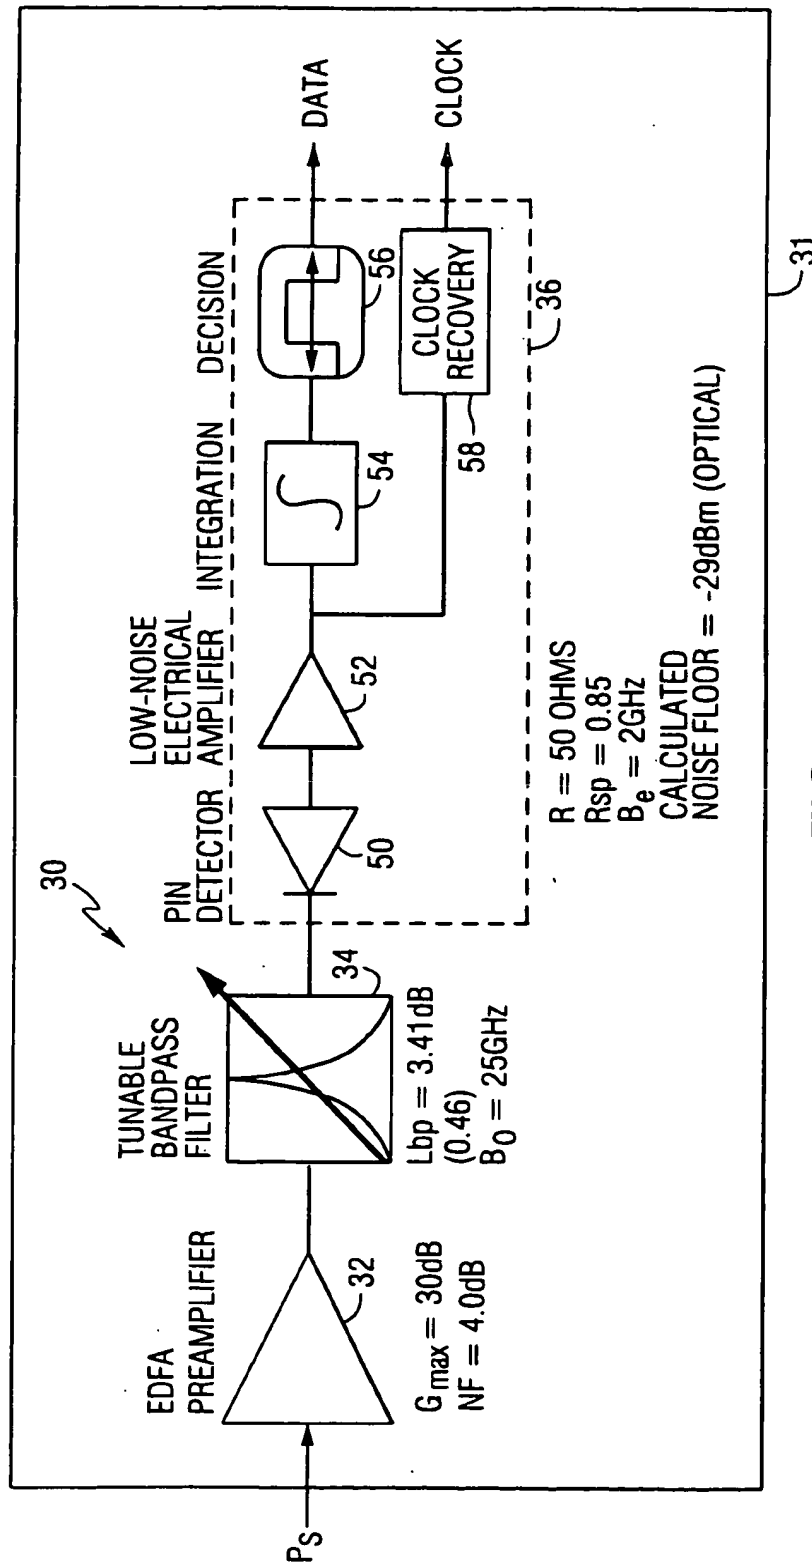 30
EDFA
PREAMPLIFIER
TUNABLE
BANDPASS
FILTER
PIN
DETECTOR
LOW-NOISE
ELECTRICAL
AMPLIFIER
INTEGRATION
DECISION
PS
32
34
50
52
54
56
DATA
CLOCK
RECOVERY
58
CLOCK
36
Gmax = 30dB
NF = 4.0dB
Lbp = 3.41dB
(0.46)
BO = 25GHz
R = 50 OHMS
Rsp = 0.85
Be = 2GHz
CALCULATED
NOISE FLOOR = -29dBm (OPTICAL)
31